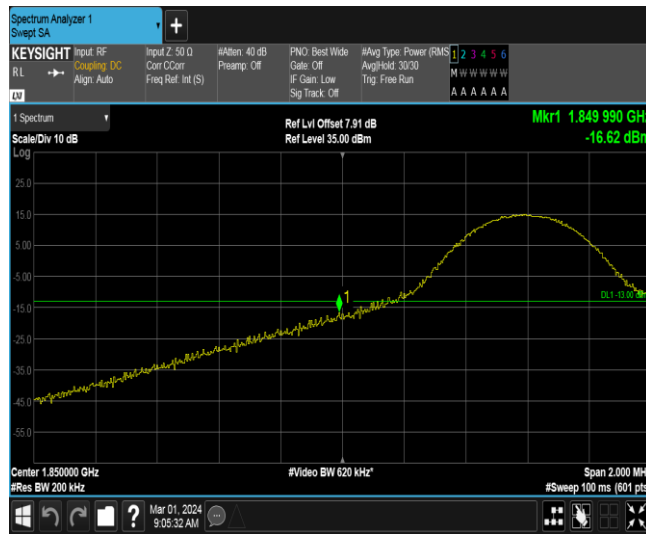 Spectrum Analyzer 1
Swept SA
+
KEYSIGHT
RL
LXI
Input: RF
Coupling: DC
Align: Auto
Input Z: 50 Ω
Corr CCorr
Freq Ref: Int (S)
#Atten: 40 dB
Preamp: Off
PNO: Best Wide
Gate: Off
IF Gain: Low
Sig Track: Off
#Avg Type: Power (RMS
Avg|Hold: 30/30
Trig: Free Run
1 2 3 4 5 6
M W W W W W
A A A A A A
1 Spectrum
Scale/Div 10 dB
Log
Ref Lvl Offset 7.91 dB
Ref Level 35.00 dBm
Mkr1 1.849 990 GHz
-16.62 dBm
25.0
15.0
5.00
-5.00
-15.0
-25.0
-35.0
-45.0
-55.0
1
DL1 -13.00 dBm
Center 1.850000 GHz
#Res BW 200 kHz
#Video BW 620 kHz*
Span 2.000 MHz
#Sweep 100 ms (601 pts)
?
Mar 01, 2024
9:05:32 AM